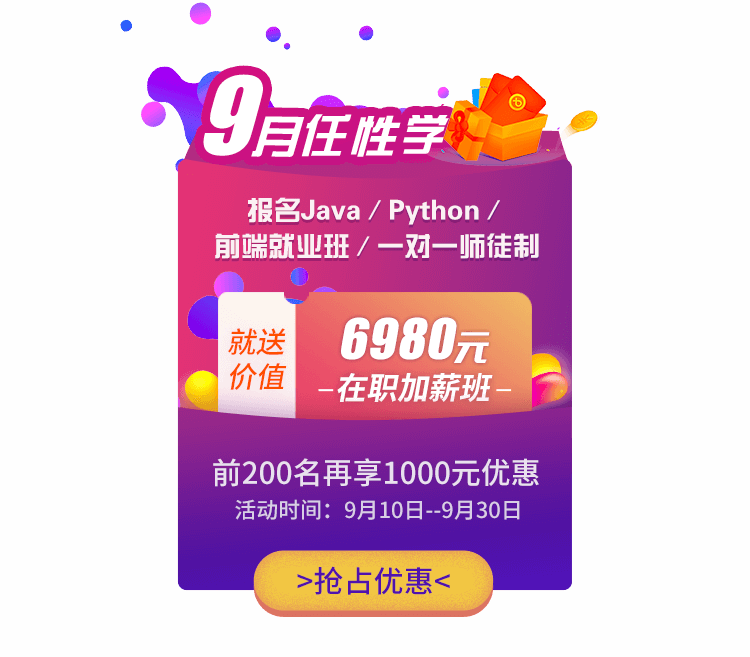 9月任性学
报名Java / Python /
前端就业班 / 一对一师徒制
就送
价值
6980元
–在职加薪班–
前200名再享1000元优惠
活动时间：9月10日--9月30日
>抢占优惠<